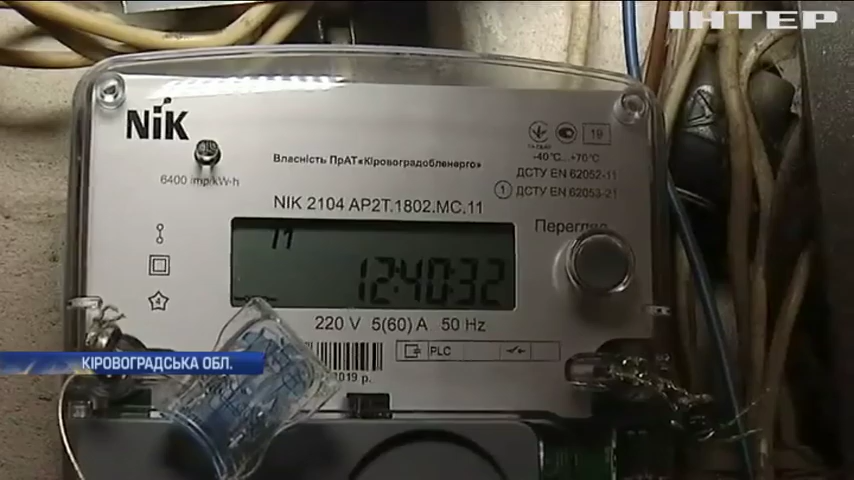 ІНТЕР
NiK
6400 imp/kW·h
Власність ПрАТ «Кіровоградобленерго»
NIK 2104 AP2T.1802.MC.11
19
-40°C...+70°C
ДСТУ EN 62052-11
1 ДСТУ EN 62053-21
Перегляд
11
12:40:32
4
220 V 5(60) A 50 Hz
PLC
2019 р.
КІРОВОГРАДСЬКА ОБЛ.